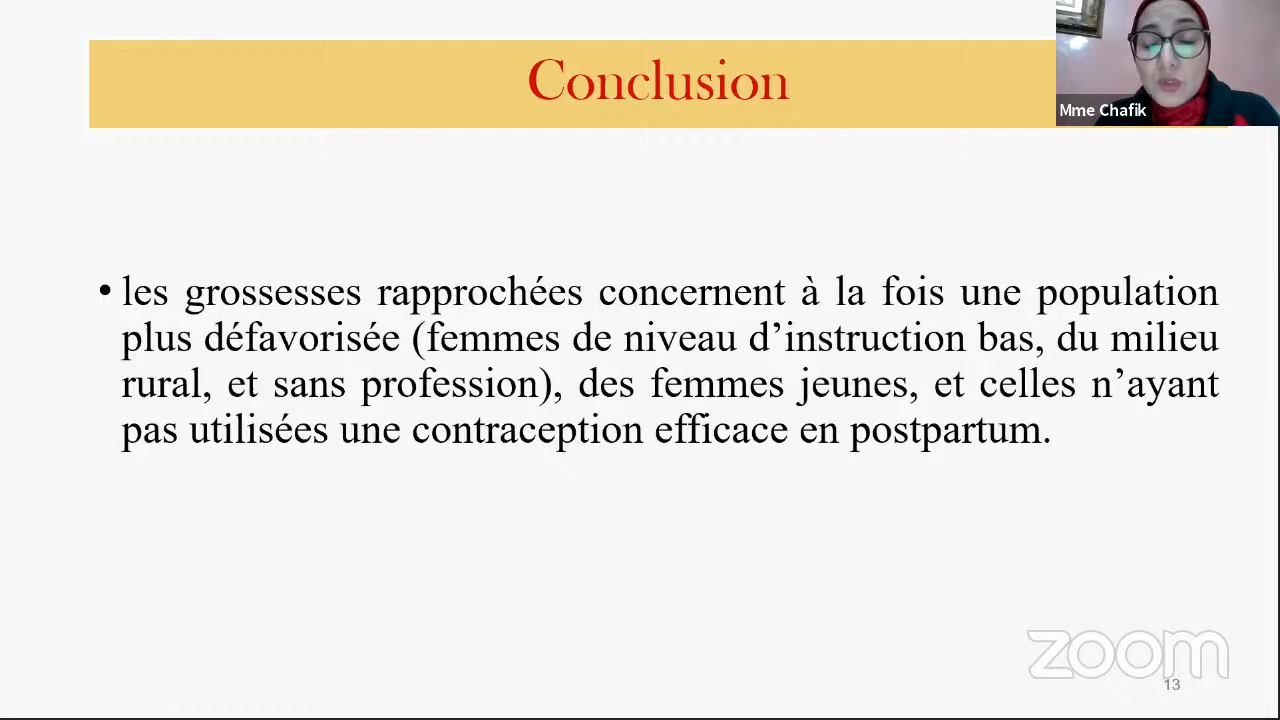 Conclusion
Mme Chafik
• les grossesses rapprochées concernent à la fois une population
plus défavorisée (femmes de niveau d’instruction bas, du milieu
rural, et sans profession), des femmes jeunes, et celles n’ayant
pas utilisées une contraception efficace en postpartum.
zoom
13